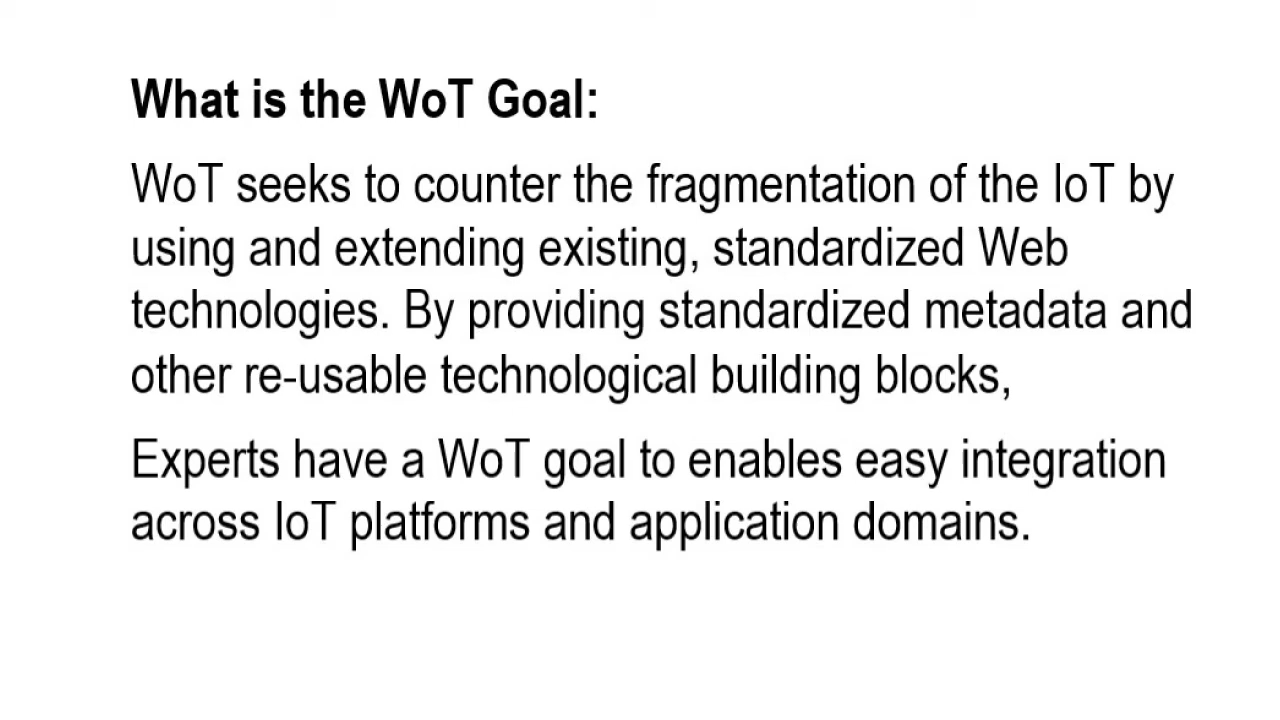 What is the WoT Goal:
WoT seeks to counter the fragmentation of the IoT by
using and extending existing, standardized Web
technologies. By providing standardized metadata and
other re-usable technological building blocks,
Experts have a WoT goal to enables easy integration
across IoT platforms and application domains.